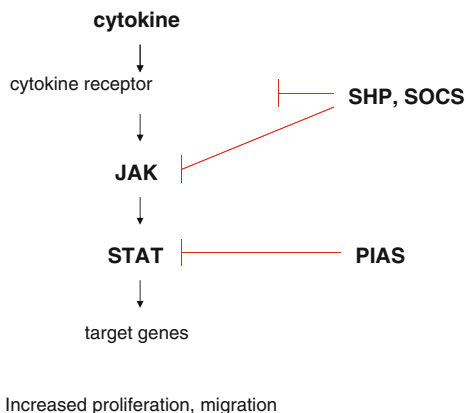 cytokine
cytokine receptor
SHP, SOCS
JAK
STAT
PIAS
target genes
Increased proliferation, migration